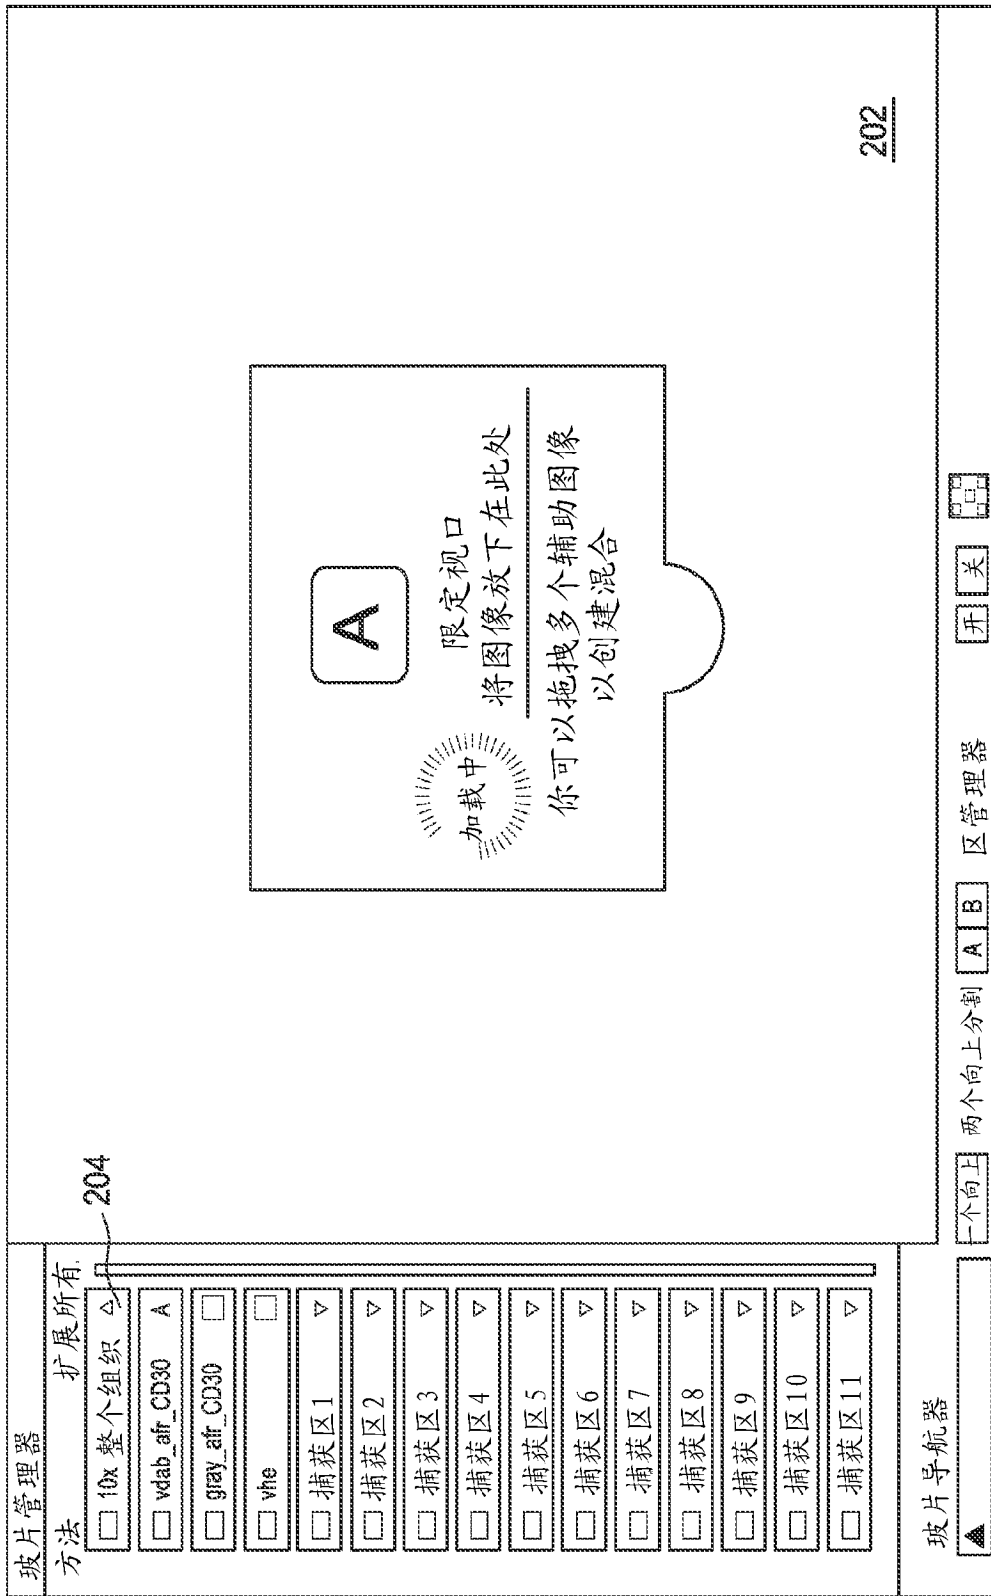 玻片管理器
方法 扩展所有
10x 整个组织
204
vdab_afr_CD30 A
gray_afr_CD30
vhe
捕获区1
捕获区2
捕获区3
捕获区4
捕获区5
捕获区6
捕获区7
捕获区8
捕获区9
捕获区10
捕获区11
玻片导航器
A
限定视口
将图像放下在此处
加载中
你可以拖拽多个辅助图像
以创建混合
202
一个向上 两个向上分割 A B 区管理器 开 关